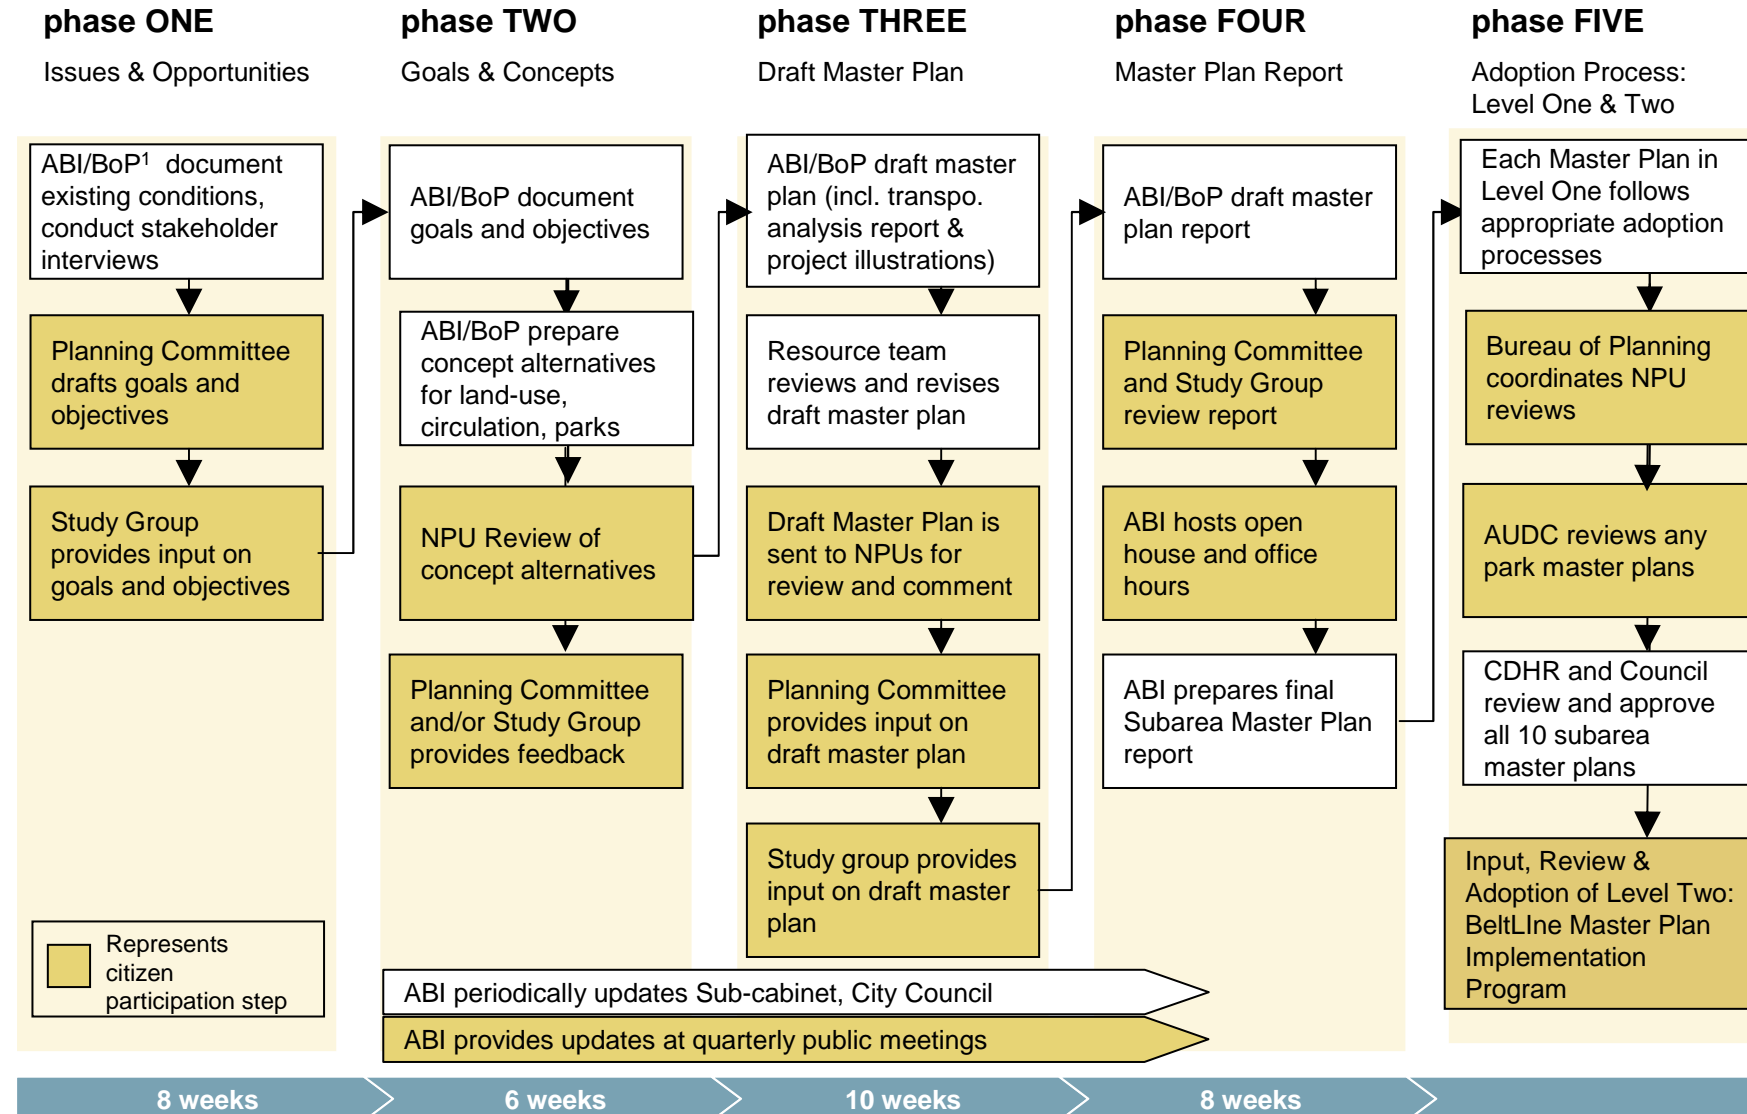 phase ONE
Issues & Opportunities
ABI/BoP1 document
existing conditions,
conduct stakeholder
interviews
Planning Committee
drafts goals and
objectives
Study Group
provides input on
goals and objectives
Represents
citizen
participation step
phase TWO
Goals & Concepts
ABI/BoP document
goals and objectives
ABI/BoP prepare
concept alternatives
for land-use,
circulation, parks
NPU Review of
concept alternatives
Planning Committee
and/or Study Group
provides feedback
phase THREE
Draft Master Plan
ABI/BoP draft master
plan (incl. transpo.
analysis report &
project illustrations)
Resource team
reviews and revises
draft master plan
Draft Master Plan is
sent to NPUs for
review and comment
Planning Committee
provides input on
draft master plan
Study group provides
input on draft master
plan
phase FOUR
Master Plan Report
ABI/BoP draft master
plan report
Planning Committee
and Study Group
review report
ABI hosts open
house and office
hours
ABI prepares final
Subarea Master Plan
report
phase FIVE
Adoption Process:
Level One & Two
Each Master Plan in
Level One follows
appropriate adoption
processes
Bureau of Planning
coordinates NPU
reviews
AUDC reviews any
park master plans
CDHR and Council
review and approve
all 10 subarea
master plans
Input, Review &
Adoption of Level Two:
BeltLIne Master Plan
Implementation
Program
ABI periodically updates Sub-cabinet, City Council
ABI provides updates at quarterly public meetings
8 weeks
6 weeks
10 weeks
8 weeks